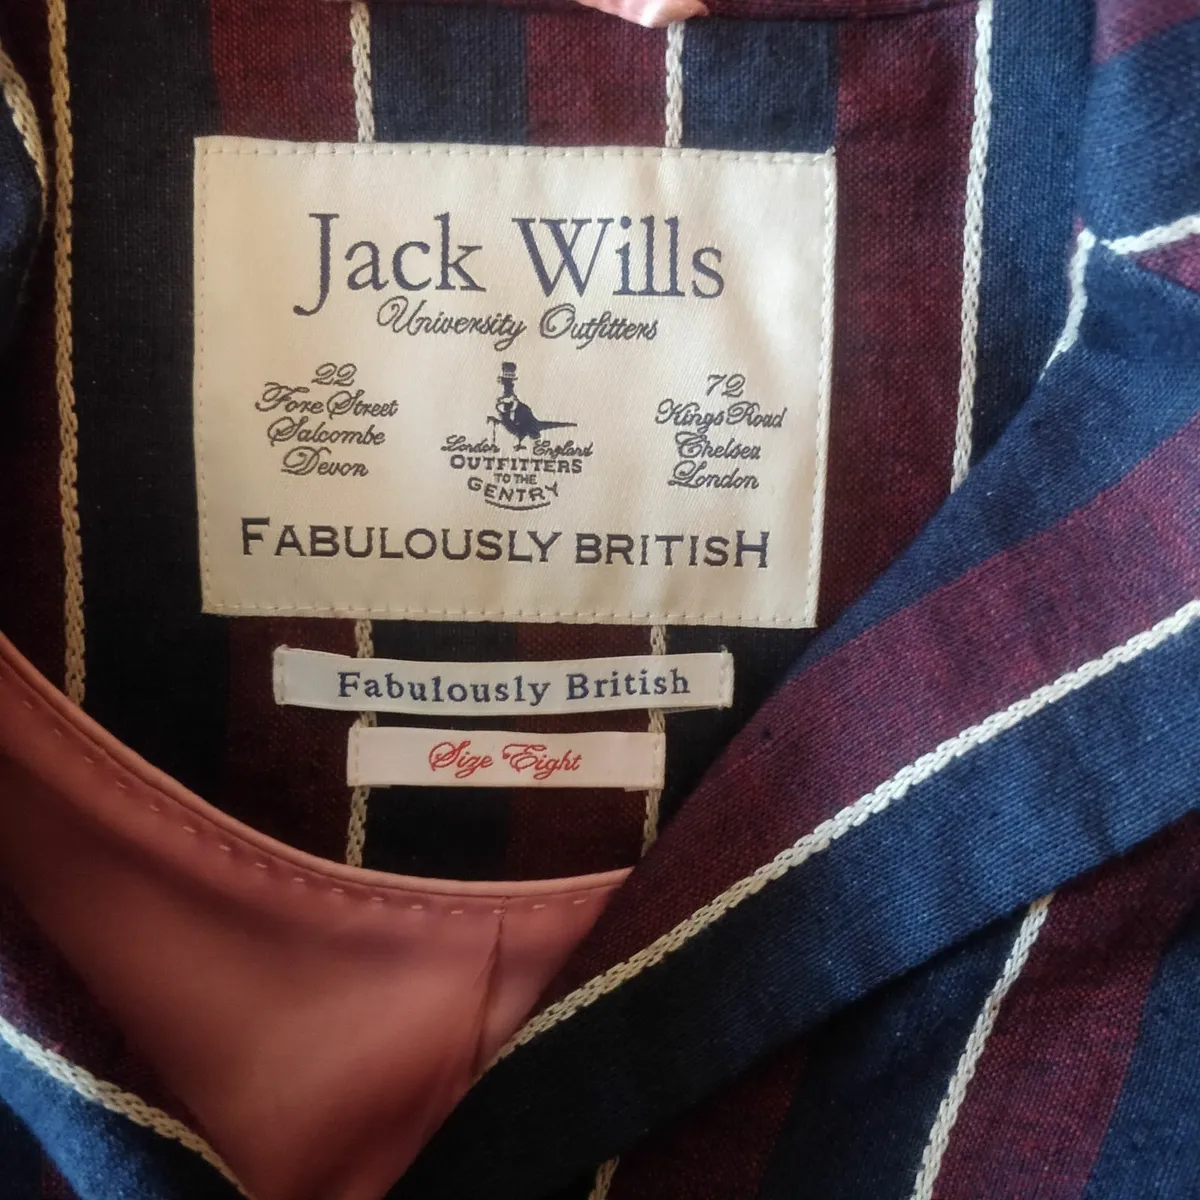 Jack Wills
University Outfitters
22
Fore Street
Salcombe
Devon
London England
OUTFITTERS
TO THE
GENTRY
72
Kings Road
Chelsea
London
FABULOUSLY BRITISH
Fabulously British
Size Eight